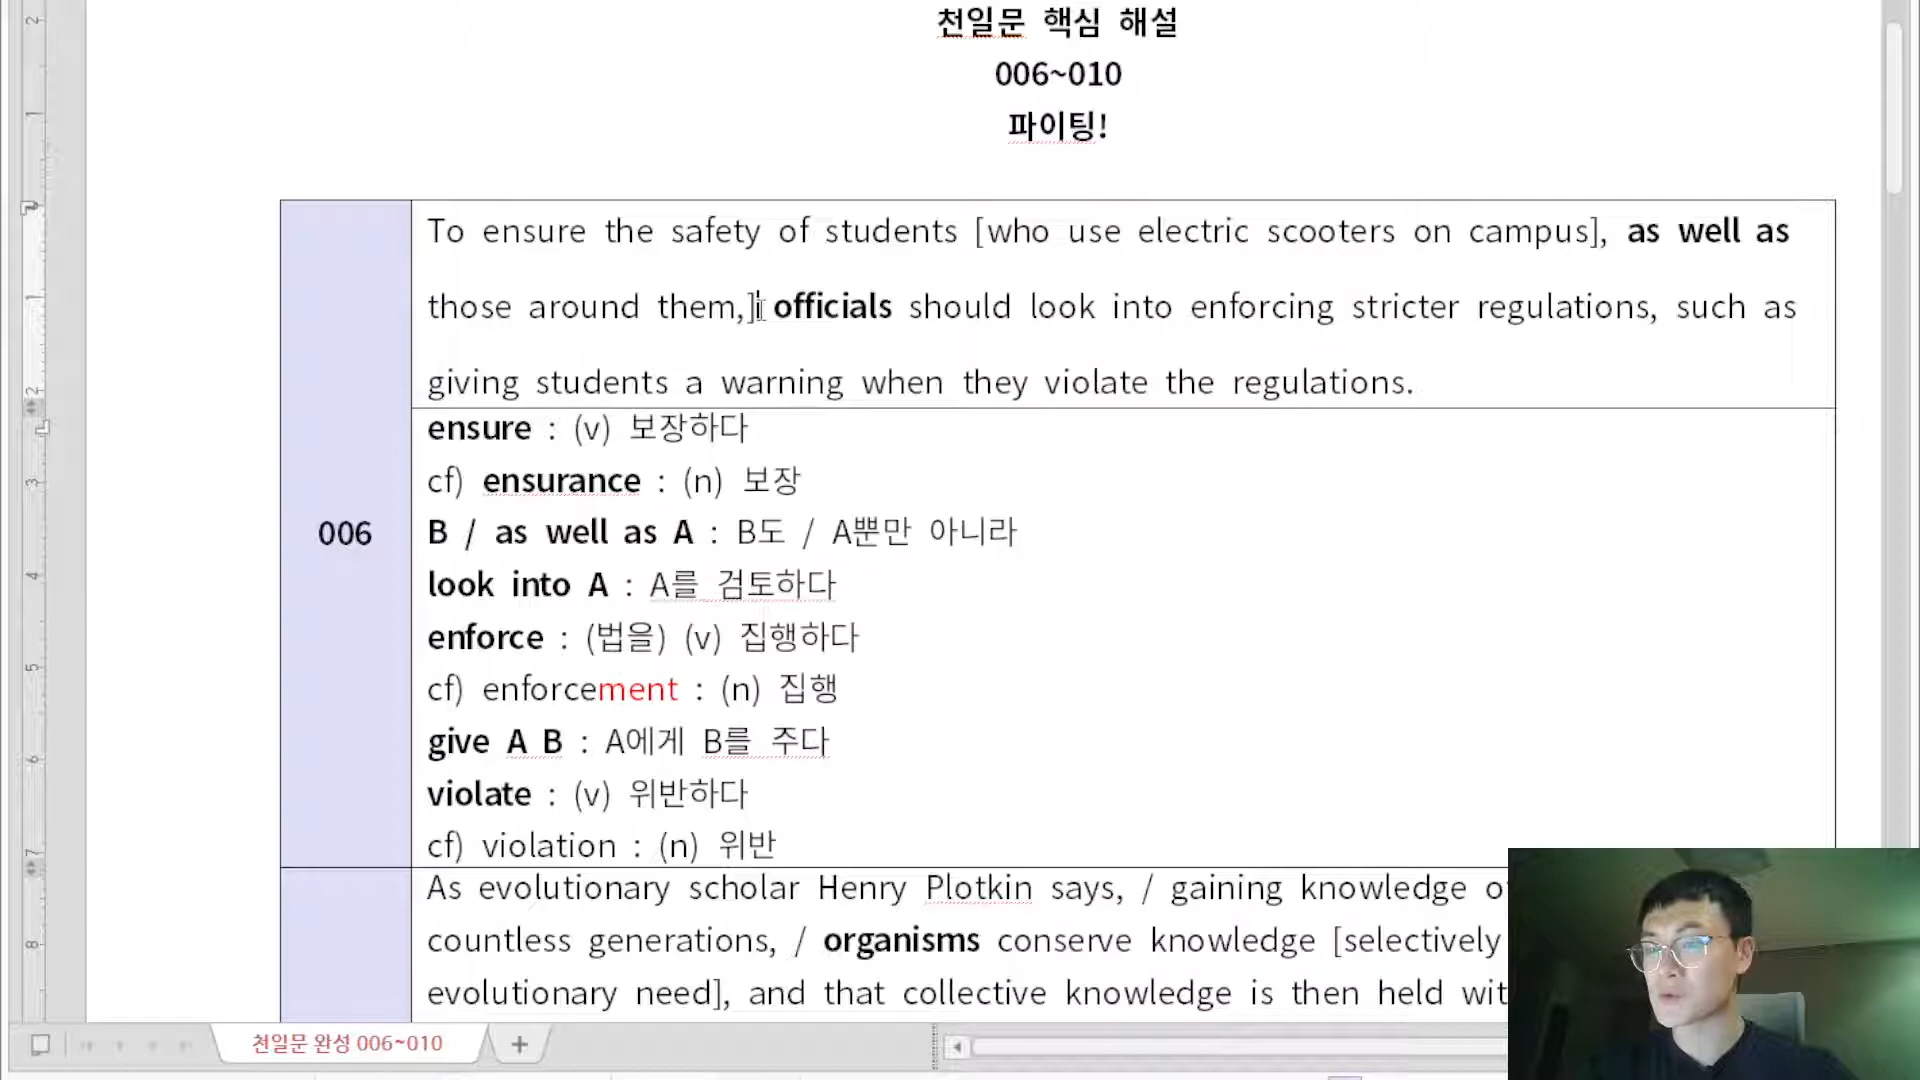 천일문 핵심 해설
006~010
파이팅!
To ensure the safety of students [who use electric scooters on campus], as well as
those around them,] officials should look into enforcing stricter regulations, such as
giving students a warning when they violate the regulations.
006
ensure : (v) 보장하다
cf) ensurance : (n) 보장
B / as well as A : B도 / A뿐만 아니라
look into A : A를 검토하다
enforce : (법을) (v) 집행하다
cf) enforcement : (n) 집행
give A B : A에게 B를 주다
violate : (v) 위반하다
cf) violation : (n) 위반
As evolutionary scholar Henry Plotkin says, / gaining knowledge
countless generations, / organisms conserve knowledge [selectively
evolutionary need], and that collective knowledge is then held
천일문 완성 006~010